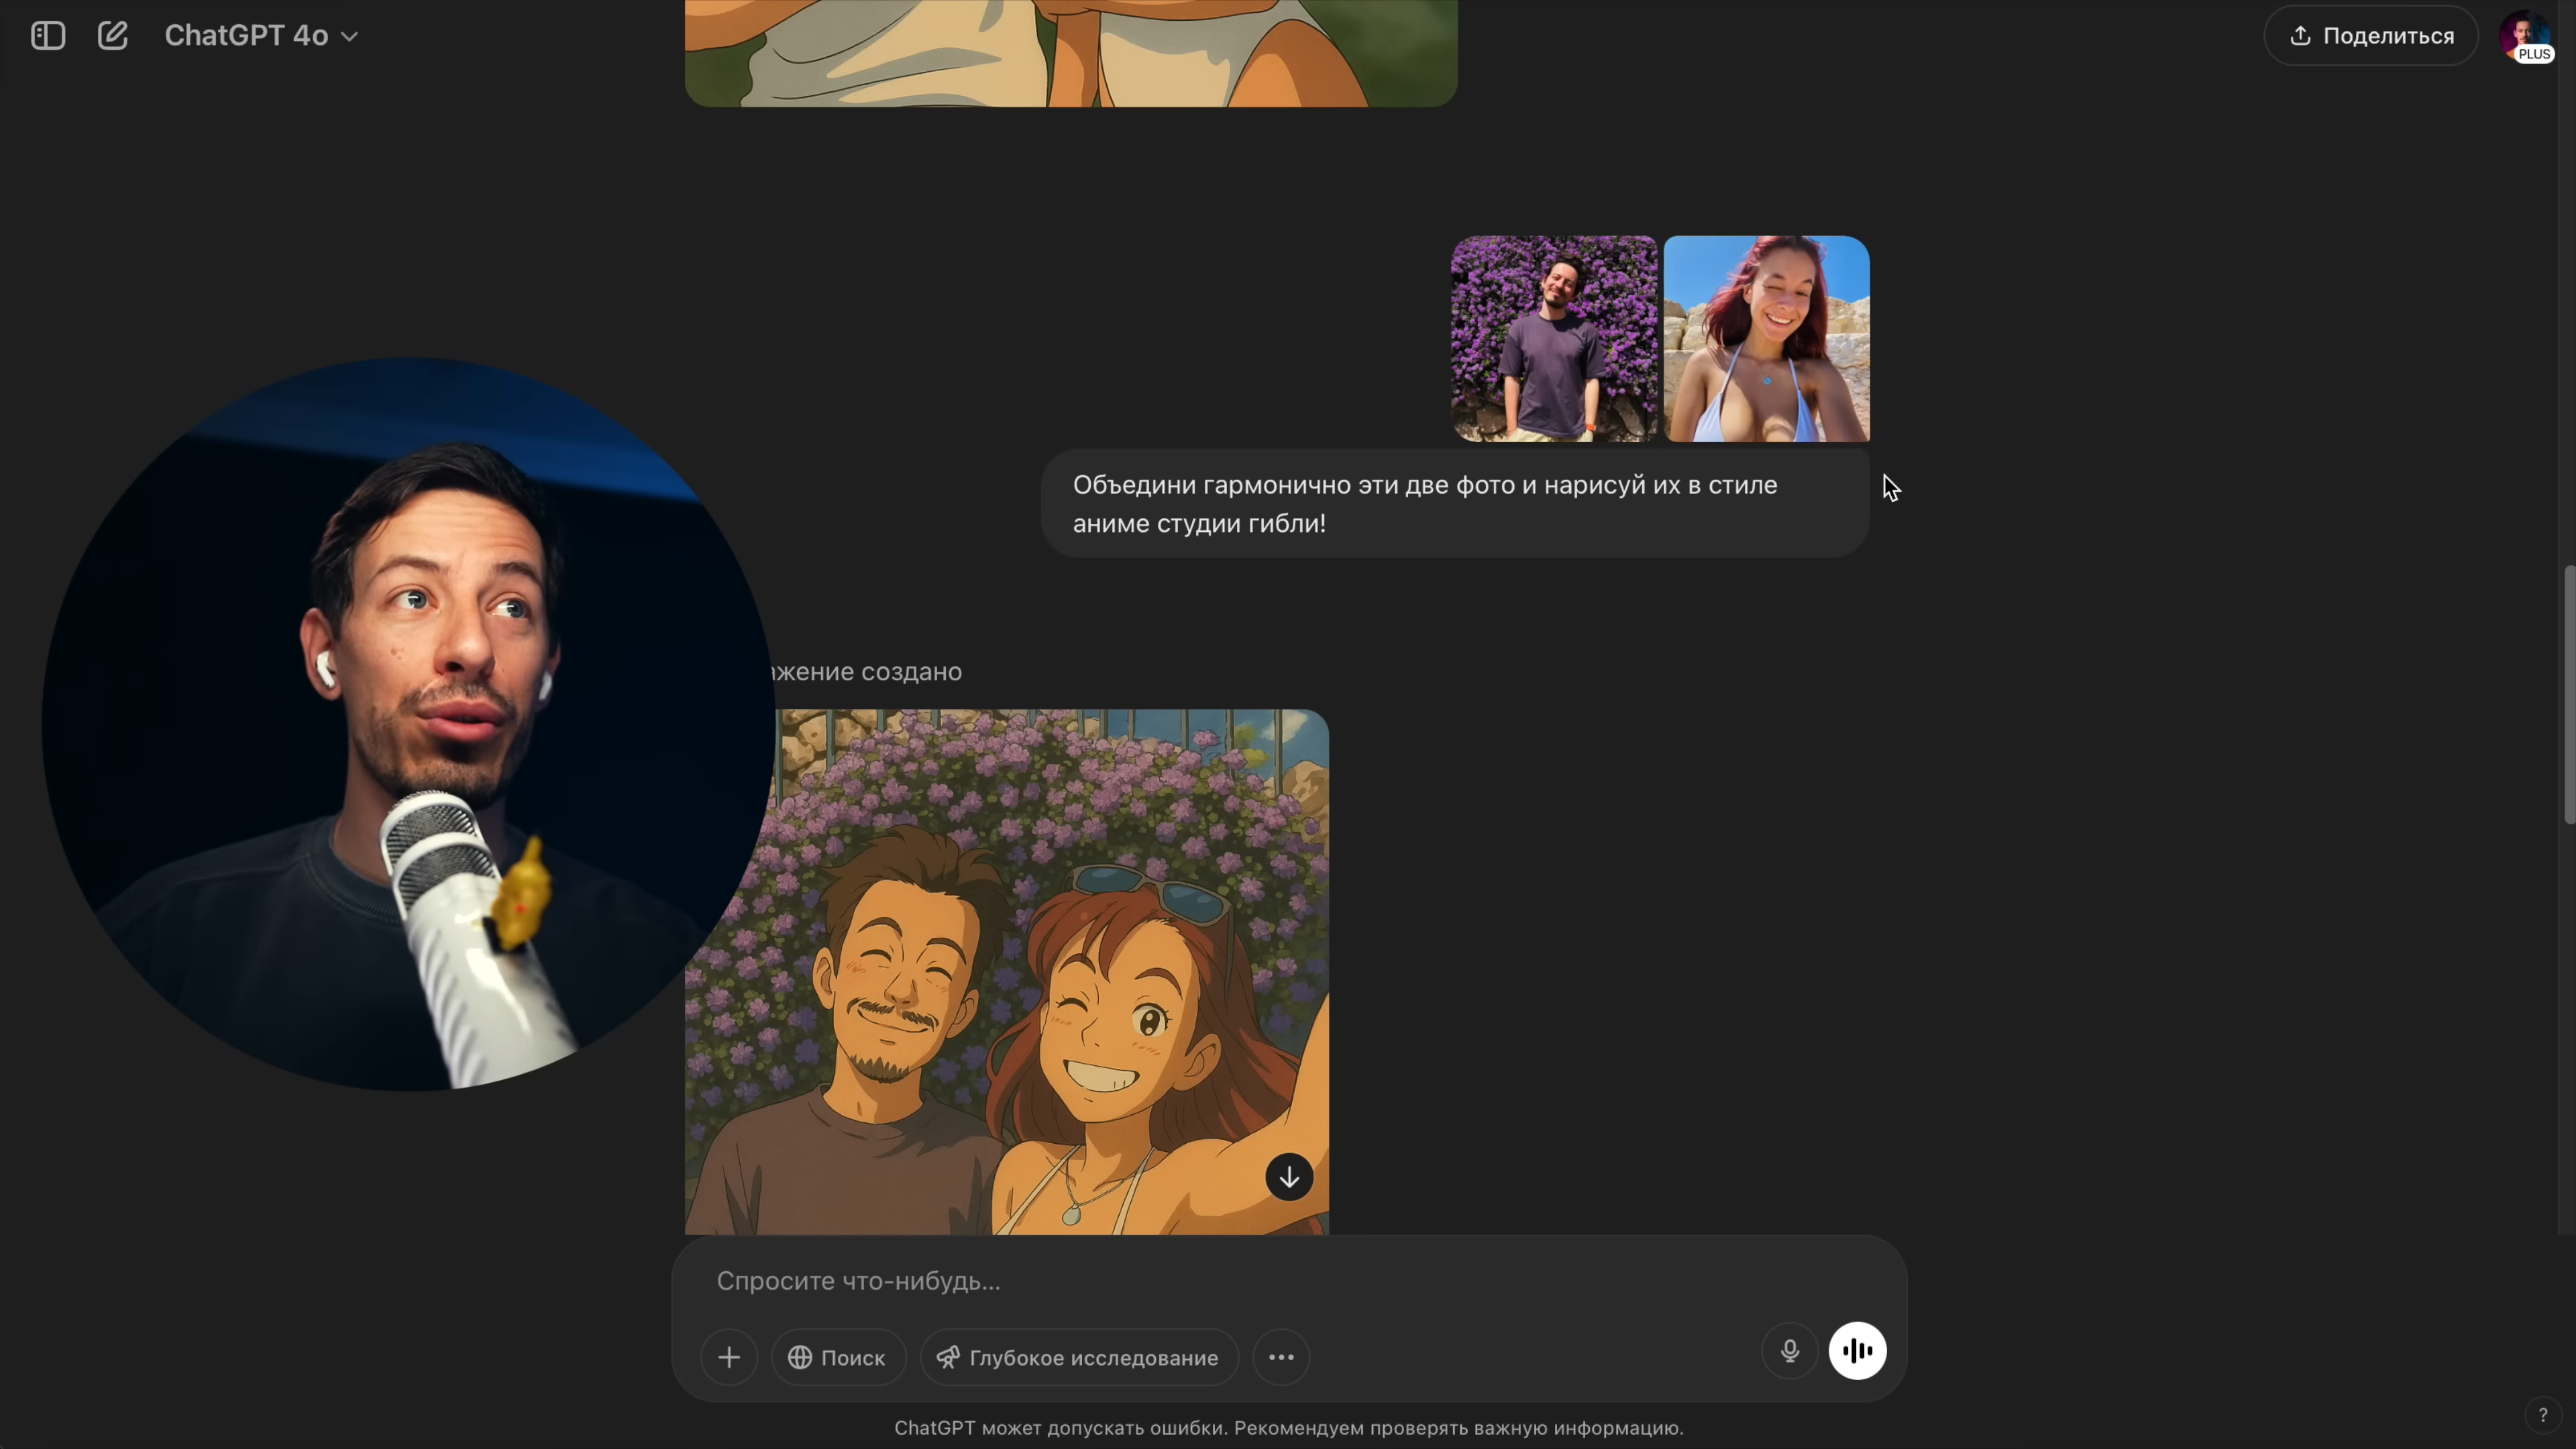 ChatGPT 4o
Поделиться
PLUS
Объедини гармонично эти две фото и нарисуй их в стиле
аниме студии гибли!
жение создано
Спросите что-нибудь...
Поиск
Глубокое исследование
ChatGPT может допускать ошибки. Рекомендуем проверять важную информацию.
?